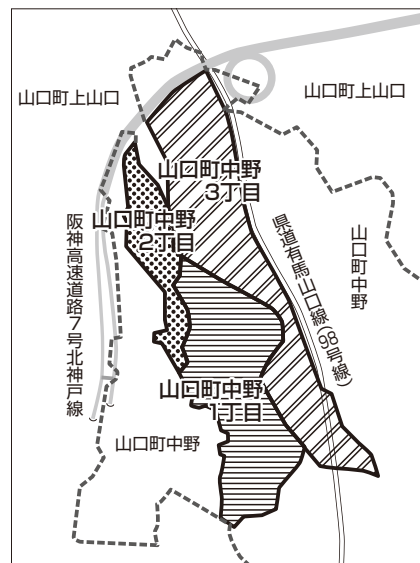 山口町上山口
山口町上山口
山口町中野
3丁目
山口町中野
2丁目
県道有馬山口線(98号線)
山口町中野
阪神高速道路7号北神戸線
山口町中野
1丁目
山口町中野